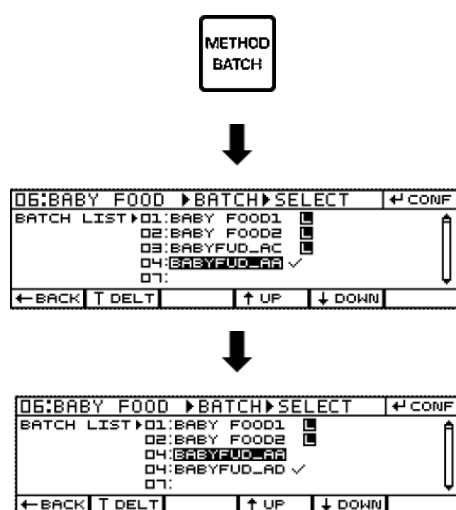 METHOD
BATCH
06:BABY FOOD ▶BATCH▶SELECT ↵ CONF
BATCH LIST▶01:BABY FOOD1 L
02:BABY FOOD2 L
03:BABYFUD_AC L
04:BABYFUD_AA ✓
07:
←BACK T DELT ↑ UP ↓ DOWN
06:BABY FOOD ▶BATCH▶SELECT ↵ CONF
BATCH LIST▶01:BABY FOOD1 L
02:BABY FOOD2 L
04:BABYFUD_AA
04:BABYFUD_AD ✓
07:
←BACK T DELT ↑ UP ↓ DOWN